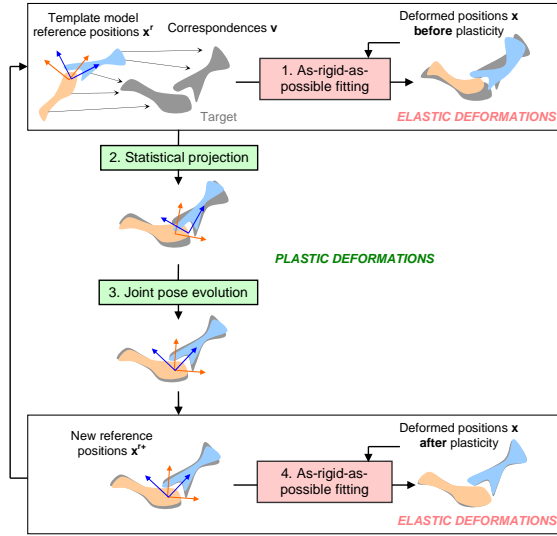 Template model
reference positions xʳ
Correspondences v
Deformed positions x
before plasticity
1. As-rigid-as-
possible fitting
Target
ELASTIC DEFORMATIONS
2. Statistical projection
PLASTIC DEFORMATIONS
3. Joint pose evolution
New reference
positions xʳ⁺
Deformed positions x
after plasticity
4. As-rigid-as-
possible fitting
ELASTIC DEFORMATIONS